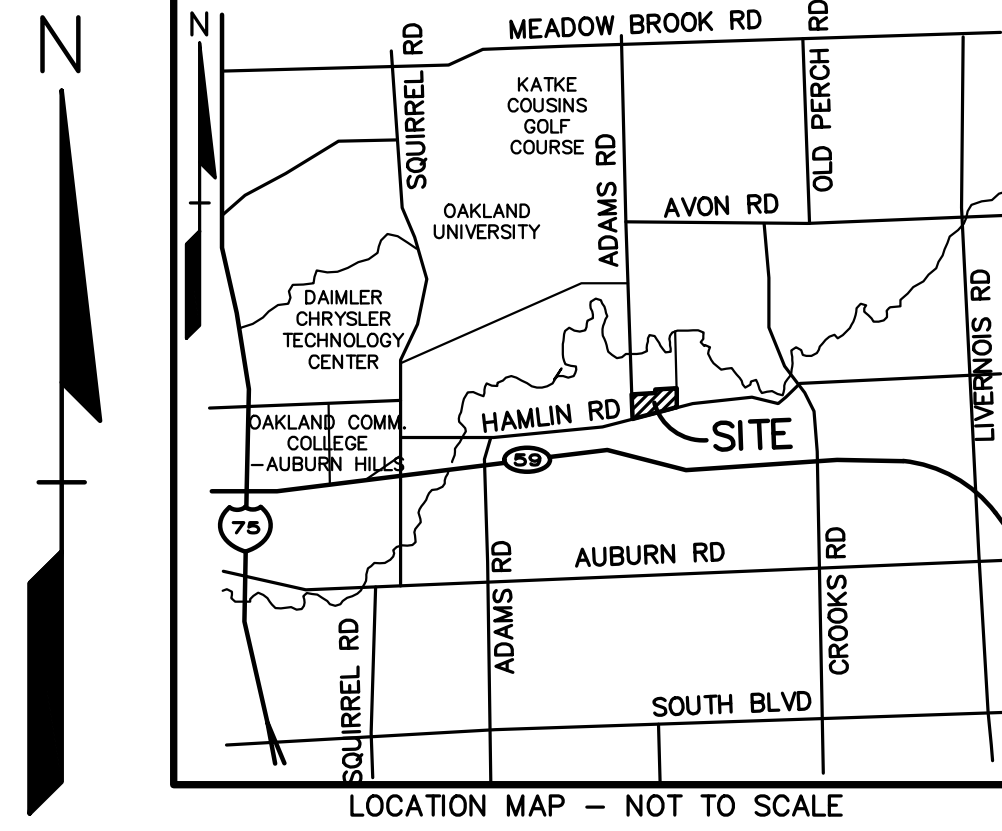 N
N
MEADOW BROOK RD
SQUIRREL RD
OLD PERCH RD
KATKE
COUSINS
GOLF
COURSE
ADAMS RD
AVON RD
OAKLAND
UNIVERSITY
DAIMLER
CHRYSLER
TECHNOLOGY
CENTER
LIVERNOIS RD
HAMLIN RD
OAKLAND COMM.
COLLEGE
–AUBURN HILLS
SITE
59
75
AUBURN RD
ADAMS RD
CROOKS RD
SQUIRREL RD
SOUTH BLVD
LOCATION MAP – NOT TO SCALE